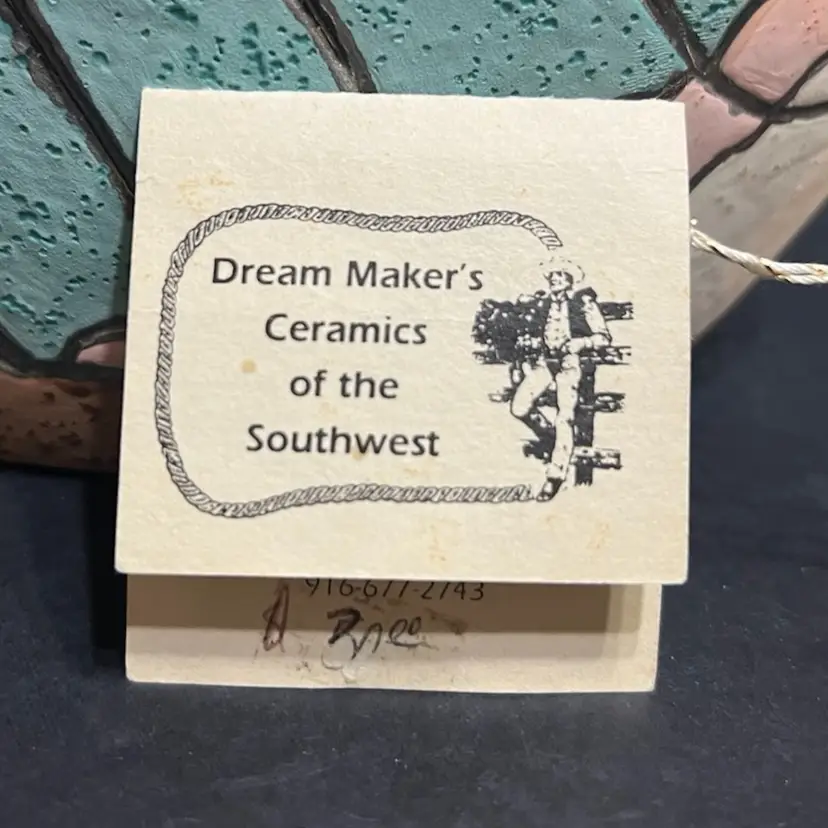 Dream Maker's
Ceramics
of the
Southwest
916-677-2743